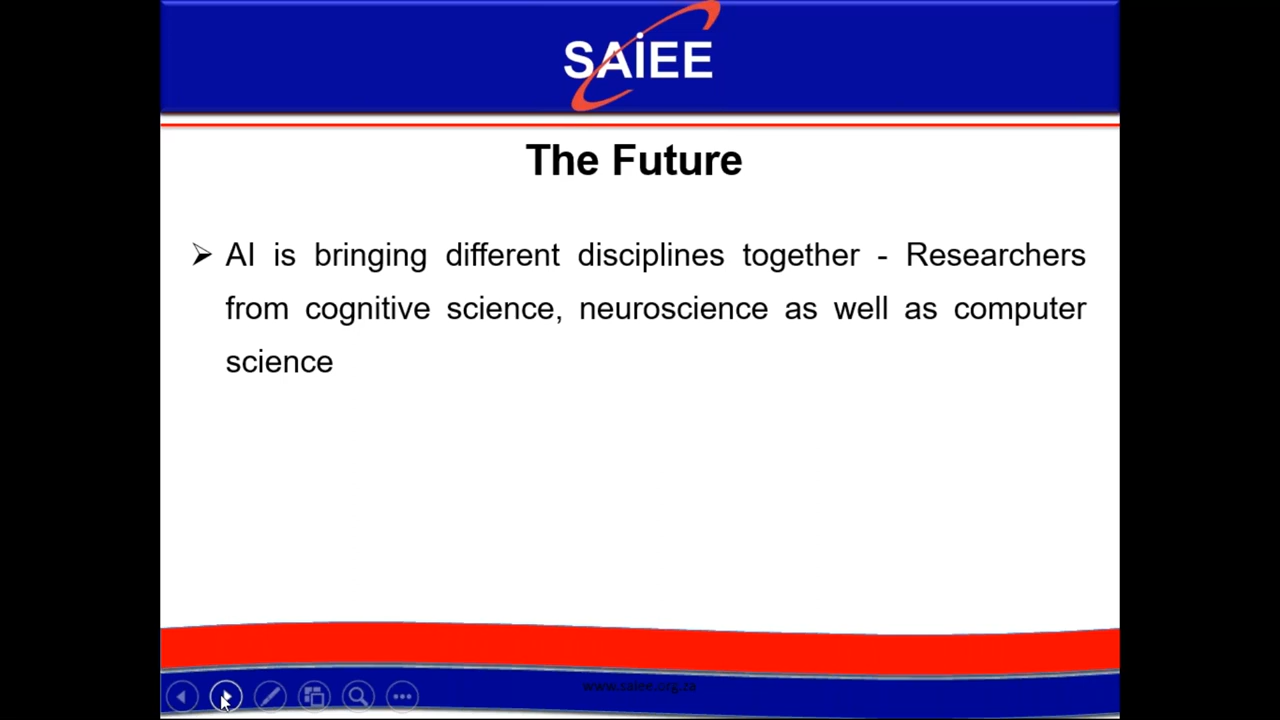 SAiEE
The Future
➢ AI is bringing different disciplines together - Researchers
from cognitive science, neuroscience as well as computer
science
www.saiee.org.za